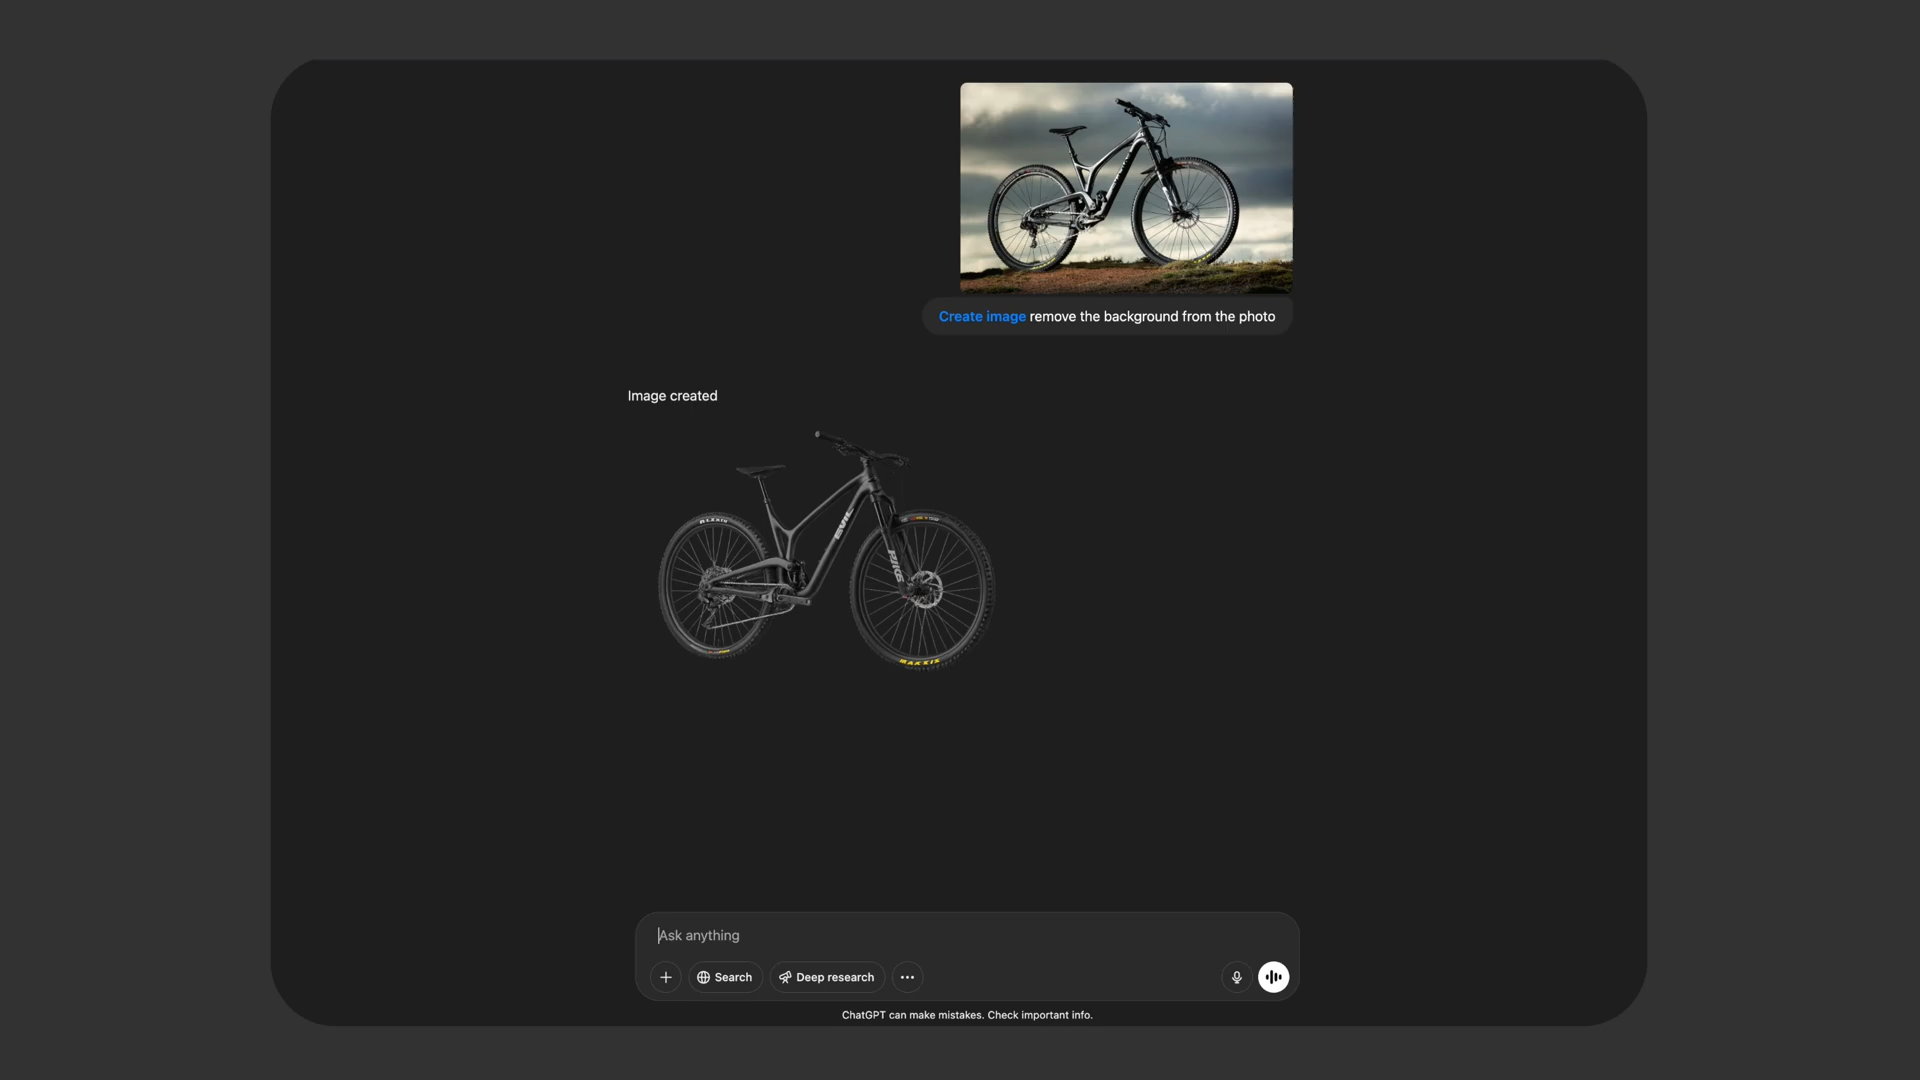 Create image remove the background from the photo
Image created
MAXXIS
EVIL
PIKE
MAXXIS
Ask anything
Search
Deep research
ChatGPT can make mistakes. Check important info.